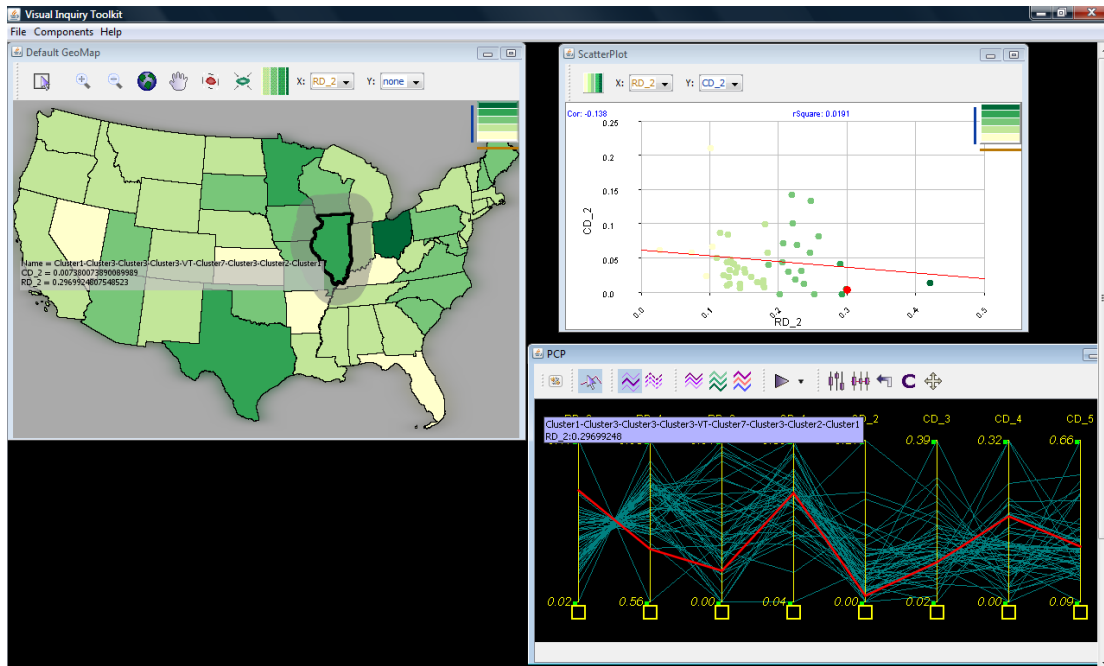 Visual Inquiry Toolkit
File Components Help
Default GeoMap
X: RD_2 Y: none
Name = Cluster1-Cluster3-Cluster3-Cluster3-VT-Cluster7-Cluster3-Cluster2-Cluster1
CD_2 = 0.007380073890089989
RD_2 = 0.2969924807540523
ScatterPlot
X: RD_2 Y: CD_2
Cor: -0.138 rSquare: 0.0191
0.25
0.2
0.15
0.1
0.05
0.0
CD_2
0.0 0.1 0.2 0.3 0.4 0.5
RD_2
PCP
C
CD_3 CD_4 CD_5
Cluster1-Cluster3-Cluster3-Cluster3-VT-Cluster7-Cluster3-Cluster2-Cluster1
RD_2:0.29699248
0.39 0.32 0.66
0.02 0.56 0.00 0.04 0.00 0.02 0.00 0.09